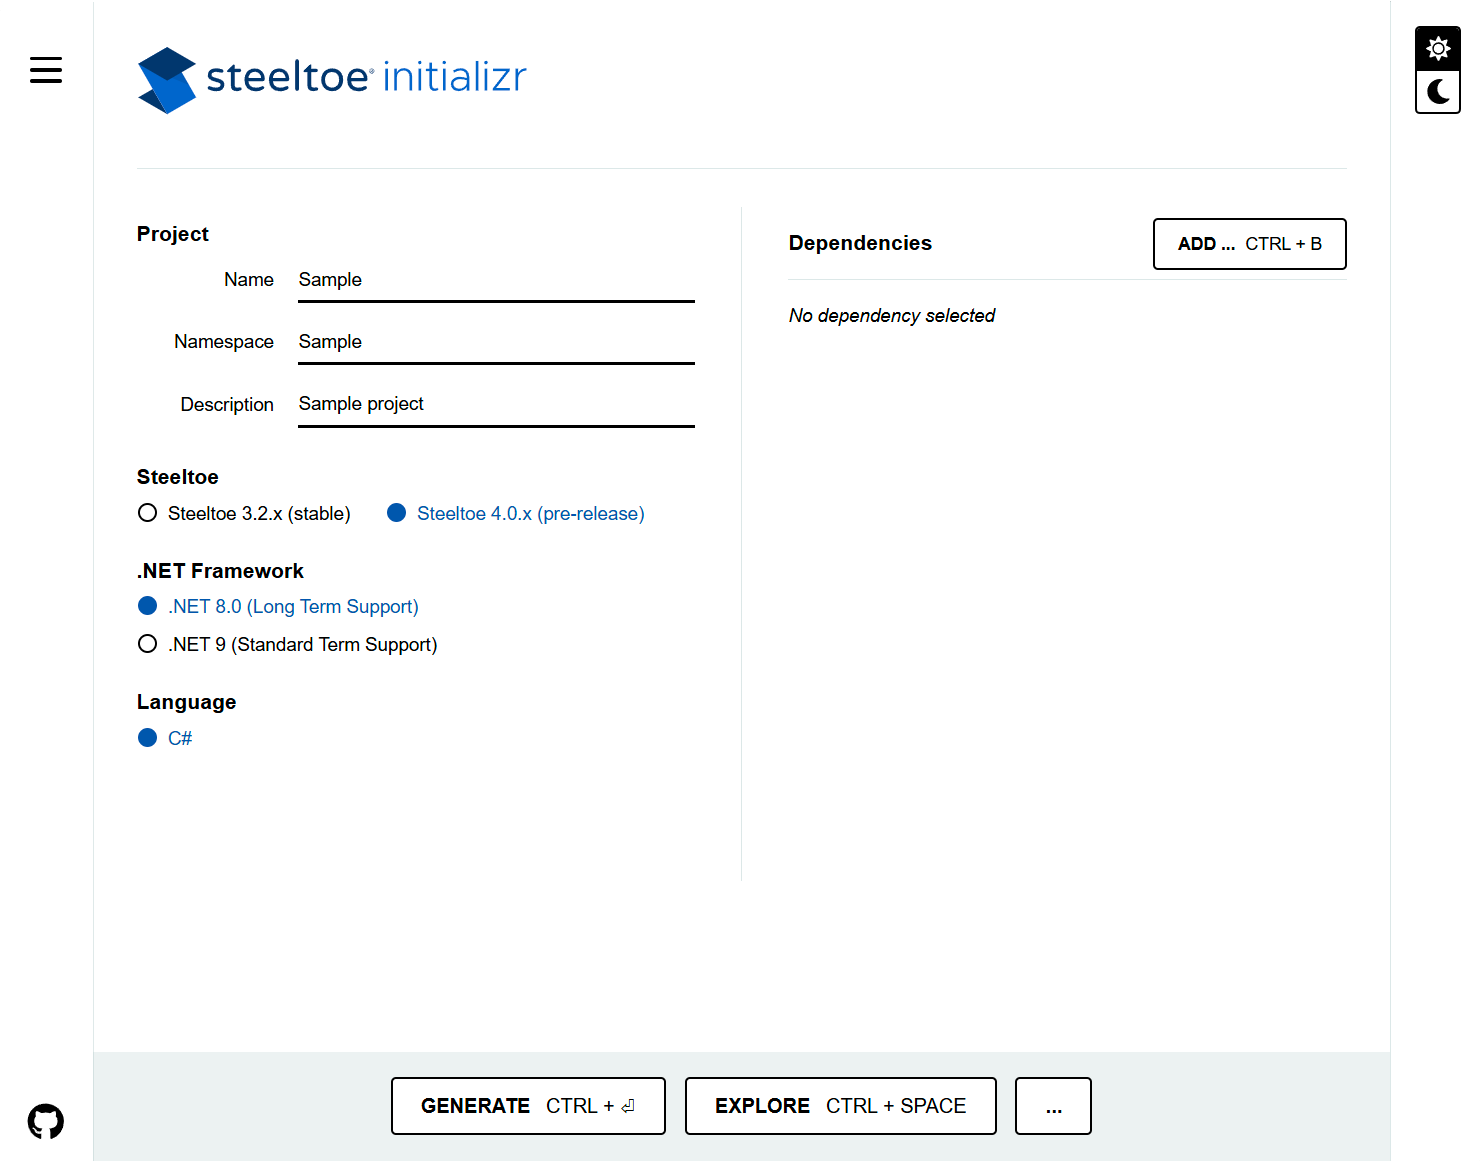 steeltoe® initializr
Project
Name Sample
Namespace Sample
Description Sample project
Steeltoe
Steeltoe 3.2.x (stable) Steeltoe 4.0.x (pre-release)
.NET Framework
.NET 8.0 (Long Term Support)
.NET 9 (Standard Term Support)
Language
C#
Dependencies ADD ... CTRL + B
No dependency selected
GENERATE CTRL + ⏎ EXPLORE CTRL + SPACE ...